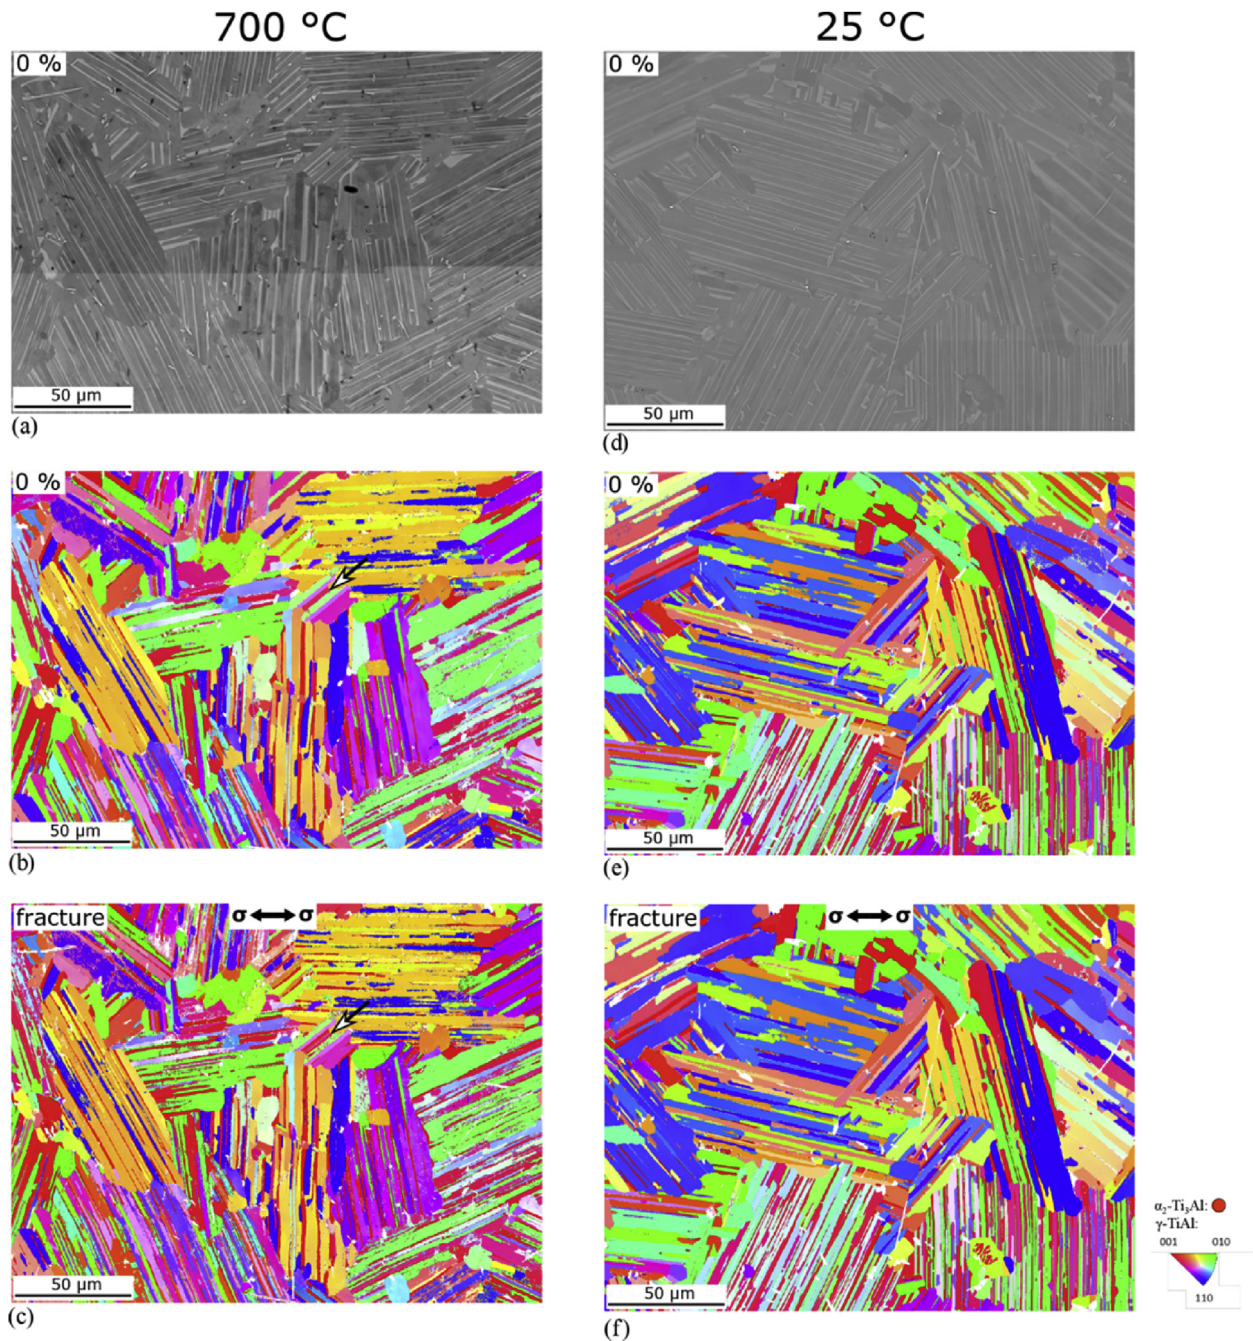 700 °C
25 °C
0 %
0 %
50 µm
50 µm
(a)
(d)
0 %
0 %
50 µm
50 µm
(b)
(e)
fracture
σ σ
fracture
σ σ
50 µm
50 µm
(c)
(f)
α₂-Ti₃Al:
γ-TiAl:
001 010
110